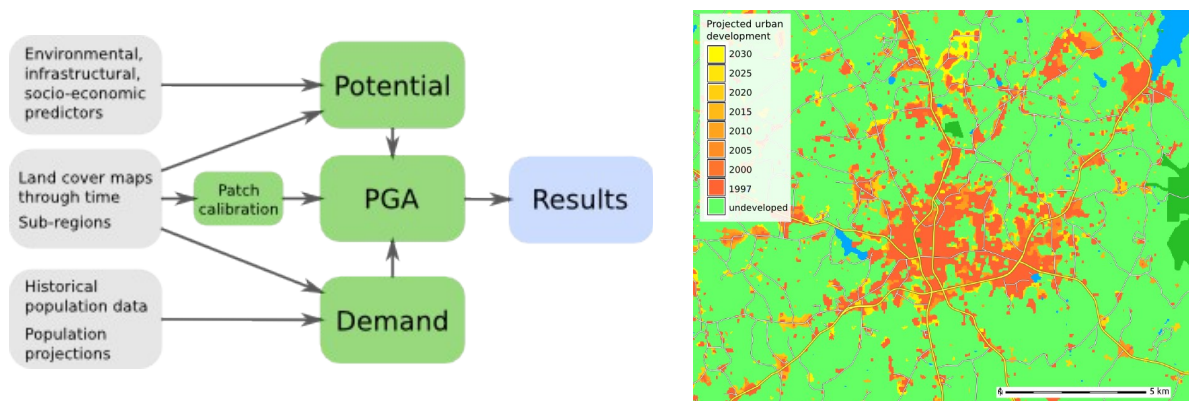 Environmental,
infrastructural,
socio-economic
predictors
Land cover maps
through time
Sub-regions
Historical
population data
Population
projections
Patch
calibration
Potential
PGA
Demand
Results
Projected urban
development
2030
2025
2020
2015
2010
2005
2000
1997
undeveloped
5 km